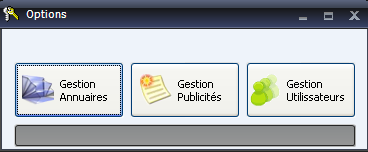 Options
Gestion
Annuaires
Gestion
Publicités
Gestion
Utilisateurs